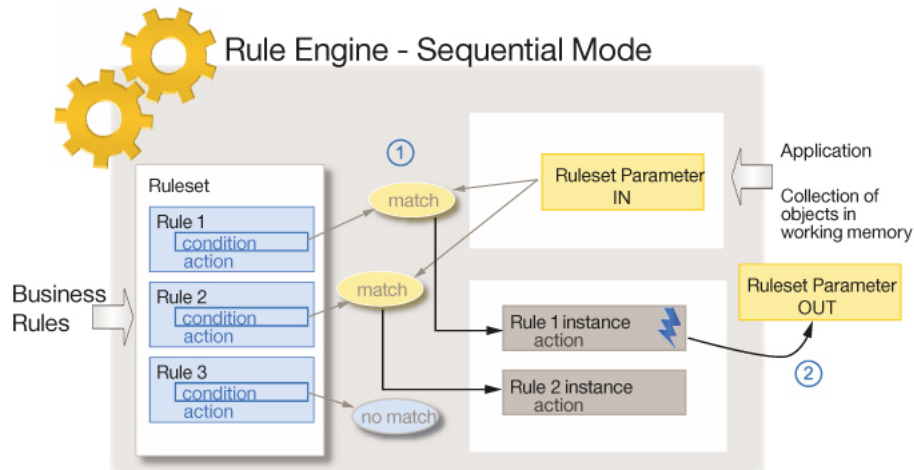 Rule Engine - Sequential Mode
1
Application
Collection of
objects in
working memory
Ruleset Parameter
IN
Ruleset
Rule 1
condition
action
match
Business
Rules
Rule 2
condition
action
match
Rule 3
condition
action
no match
Rule 1 instance
action
Rule 2 instance
action
Ruleset Parameter
OUT
2